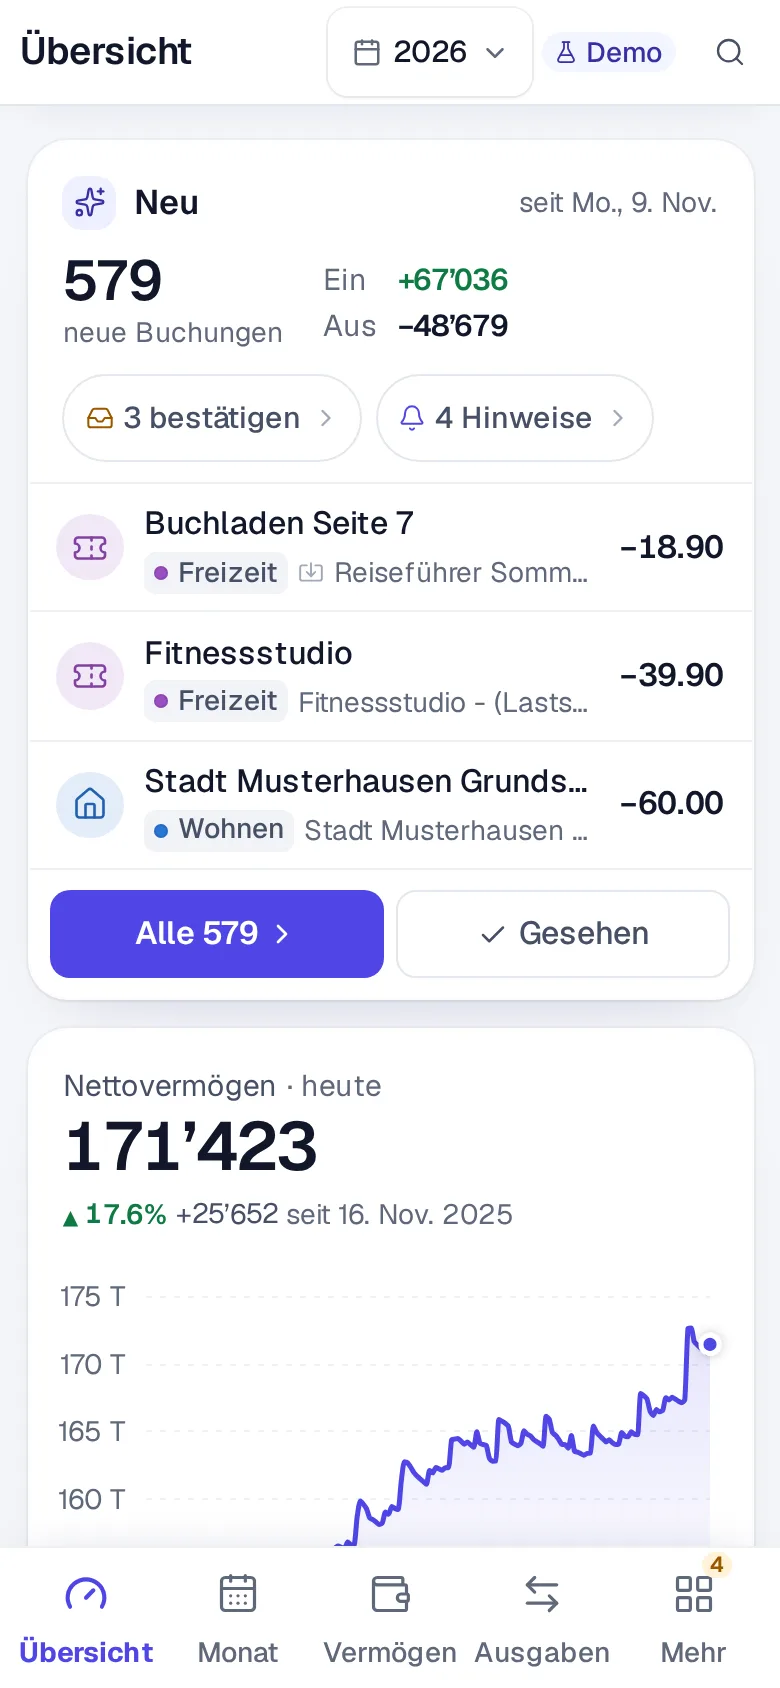 Übersicht
2026
Demo
Neu
seit Mo., 9. Nov.
579
neue Buchungen
Ein +67’036
Aus –48’679
3 bestätigen
4 Hinweise
Buchladen Seite 7
–18.90
Freizeit
Reiseführer Somm...
Fitnessstudio
–39.90
Freizeit
Fitnessstudio - (Lasts...
Stadt Musterhausen Grunds...
–60.00
Wohnen
Stadt Musterhausen ...
Alle 579
Gesehen
Nettovermögen · heute
171’423
▲ 17.6% +25’652 seit 16. Nov. 2025
175 T
170 T
165 T
160 T
4
Übersicht
Monat
Vermögen
Ausgaben
Mehr